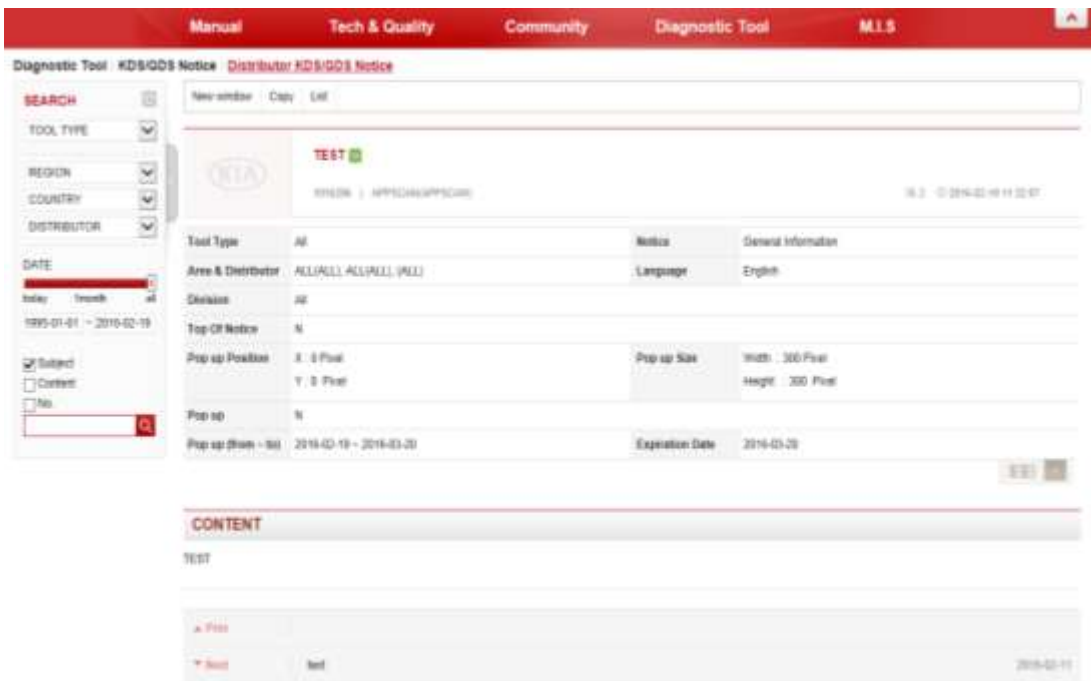 Manual Tech & Quality Community Diagnostic Tool M.I.S
Diagnostic Tool KDS/GDS Notice Distributor KDS/GDS Notice
SEARCH
TOOL TYPE
REGION
COUNTRY
DISTRIBUTOR
DATE
today 1month all
1995-01-01 ~ 2016-02-19
Subject
Content
No.
New window Copy List
KIA
TEST
Tool Type All Notice General Information
Area & Distributor ALL(ALL), ALL(ALL), (ALL) Language English
Division All
Top Of Notice N
Pop up Position X : 0 Pixel Pop up Size Width : 300 Pixel
Y : 0 Pixel Height : 300 Pixel
Pop up N
Pop up (from ~ to) 2016-02-19 ~ 2016-03-20 Expiration Date 2016-03-20
CONTENT
TEST
Next test